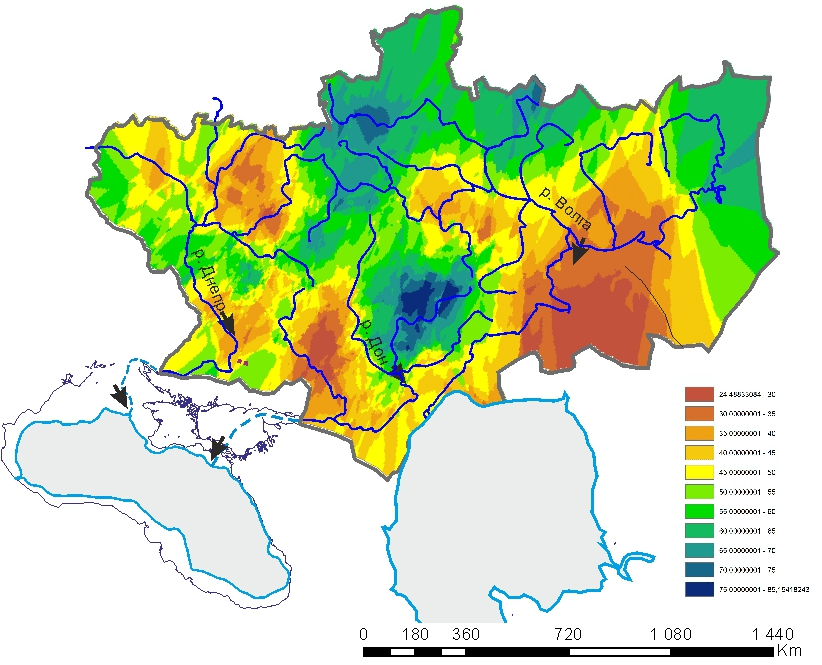 р. Волга
р. Днепр
р. Дон
24.48833084 - 30
30.00000001 - 35
35.00000001 - 40
40.00000001 - 45
45.00000001 - 50
50.00000001 - 55
55.00000001 - 60
60.00000001 - 65
65.00000001 - 70
70.00000001 - 75
75.00000001 - 85,15418243
0 180 360 720 1 080 1 440
Km